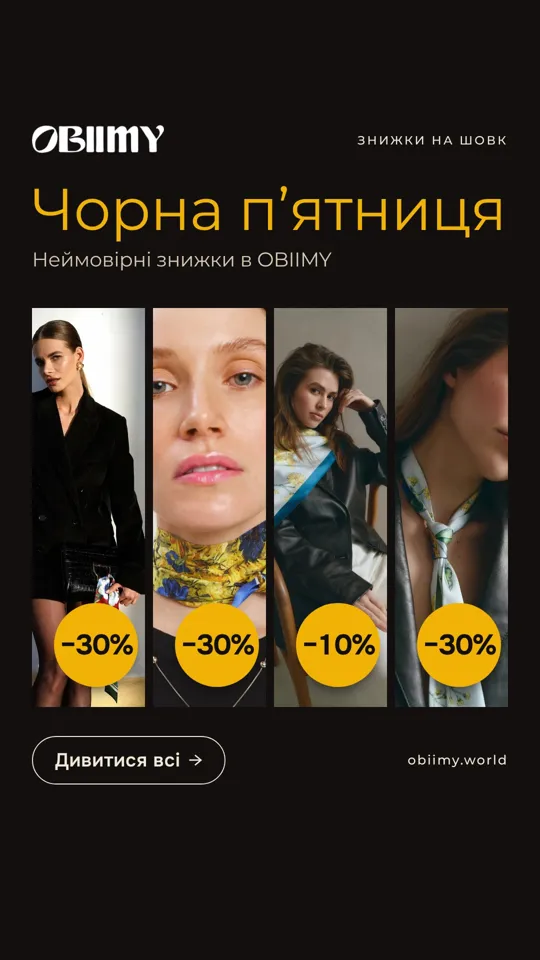 OBIIMY
ЗНИЖКИ НА ШОВК
Чорна п’ятниця
Неймовірні знижки в OBIIMY
-30%
-30%
-10%
-30%
Дивитися всі →
obiimy.world